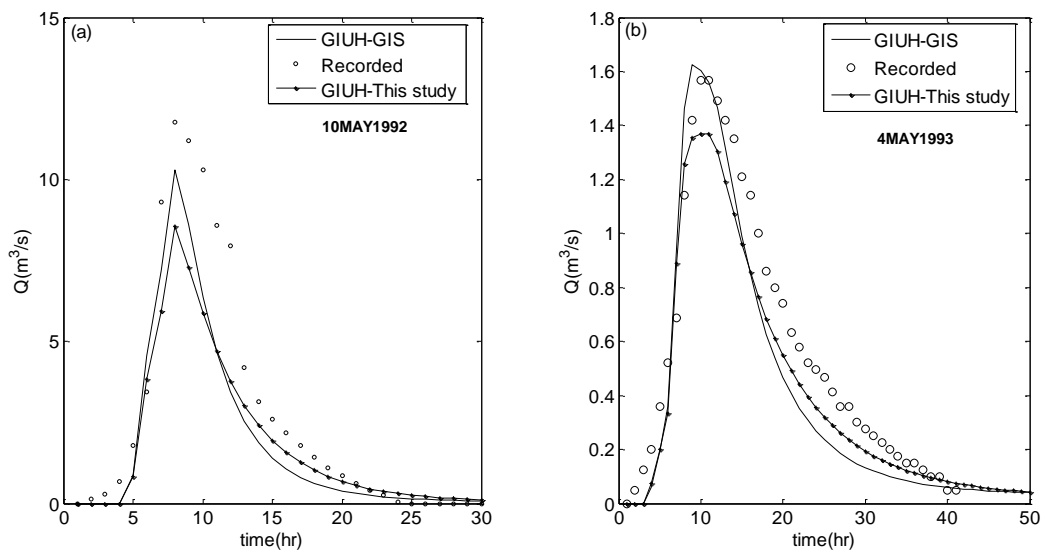 (a)
GIUH-GIS
Recorded
GIUH-This study
10MAY1992
15
10
5
0
Q(m³/s)
0 5 10 15 20 25 30
time(hr)
(b)
GIUH-GIS
Recorded
GIUH-This study
4MAY1993
1.8
1.6
1.4
1.2
1
0.8
0.6
0.4
0.2
0
Q(m³/s)
0 10 20 30 40 50
time(hr)